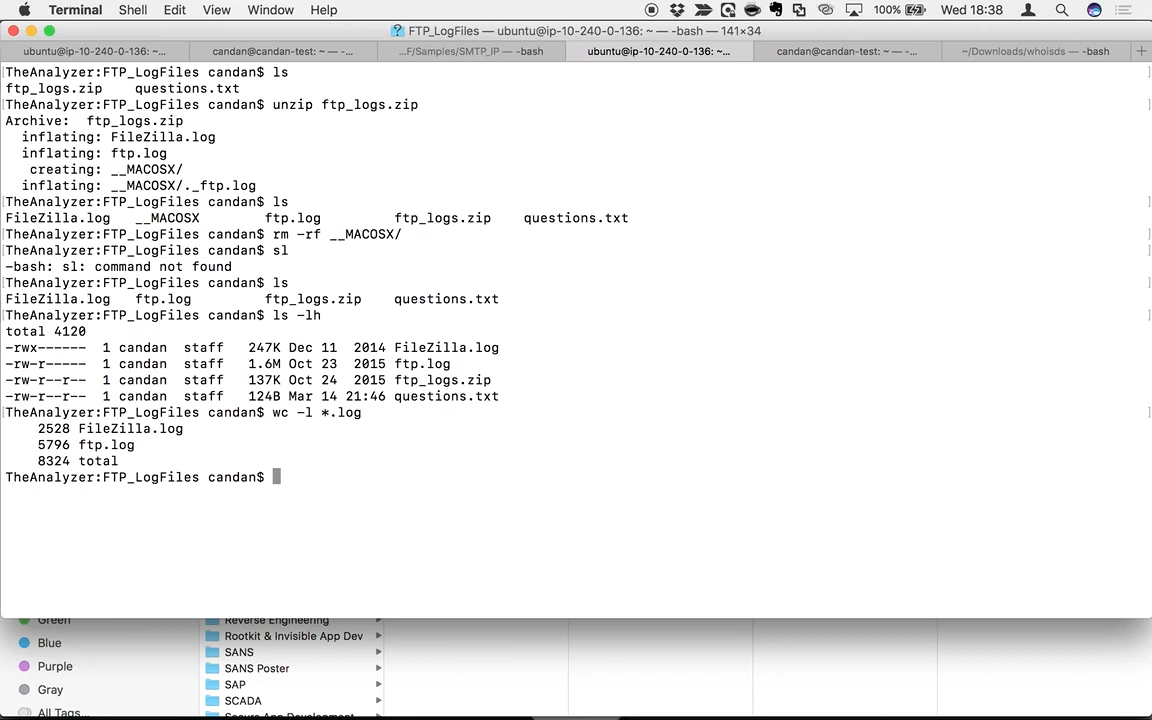 Terminal Shell Edit View Window Help 100% Wed 18:38
FTP_LogFiles — ubuntu@ip-10-240-0-136: ~ — -bash — 141×34
ubuntu@ip-10-240-0-136: ~... candan@candan-test: ~ — -... ...F/Samples/SMTP_IP — -bash ubuntu@ip-10-240-0-136: ~... candan@candan-test: ~ — -... ~/Downloads/whoisds — -bash +
[TheAnalyzer:FTP_LogFiles candan$ ls ]
ftp_logs.zip questions.txt
[TheAnalyzer:FTP_LogFiles candan$ unzip ftp_logs.zip ]
Archive: ftp_logs.zip
inflating: FileZilla.log
inflating: ftp.log
creating: __MACOSX/
inflating: __MACOSX/._ftp.log
[TheAnalyzer:FTP_LogFiles candan$ ls ]
FileZilla.log __MACOSX ftp.log ftp_logs.zip questions.txt
[TheAnalyzer:FTP_LogFiles candan$ rm -rf __MACOSX/ ]
[TheAnalyzer:FTP_LogFiles candan$ sl ]
-bash: sl: command not found
[TheAnalyzer:FTP_LogFiles candan$ ls ]
FileZilla.log ftp.log ftp_logs.zip questions.txt
[TheAnalyzer:FTP_LogFiles candan$ ls -lh ]
total 4120
-rwx------ 1 candan staff 247K Dec 11 2014 FileZilla.log
-rw-r----- 1 candan staff 1.6M Oct 23 2015 ftp.log
-rw-r--r-- 1 candan staff 137K Oct 24 2015 ftp_logs.zip
-rw-r--r-- 1 candan staff 124B Mar 14 21:46 questions.txt
[TheAnalyzer:FTP_LogFiles candan$ wc -l *.log ]
2528 FileZilla.log
5796 ftp.log
8324 total
TheAnalyzer:FTP_LogFiles candan$
Green
Blue
Purple
Gray
All Tags...
Reverse Engineering
Rootkit & Invisible App Dev
SANS
SANS Poster
SAP
SCADA
Secure App Development